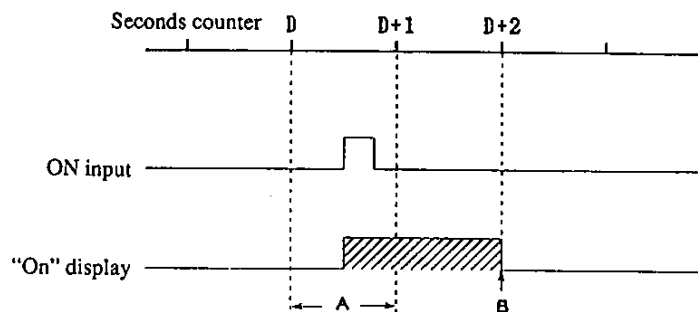 Seconds counter D D+1 D+2
ON input
“On” display
A B